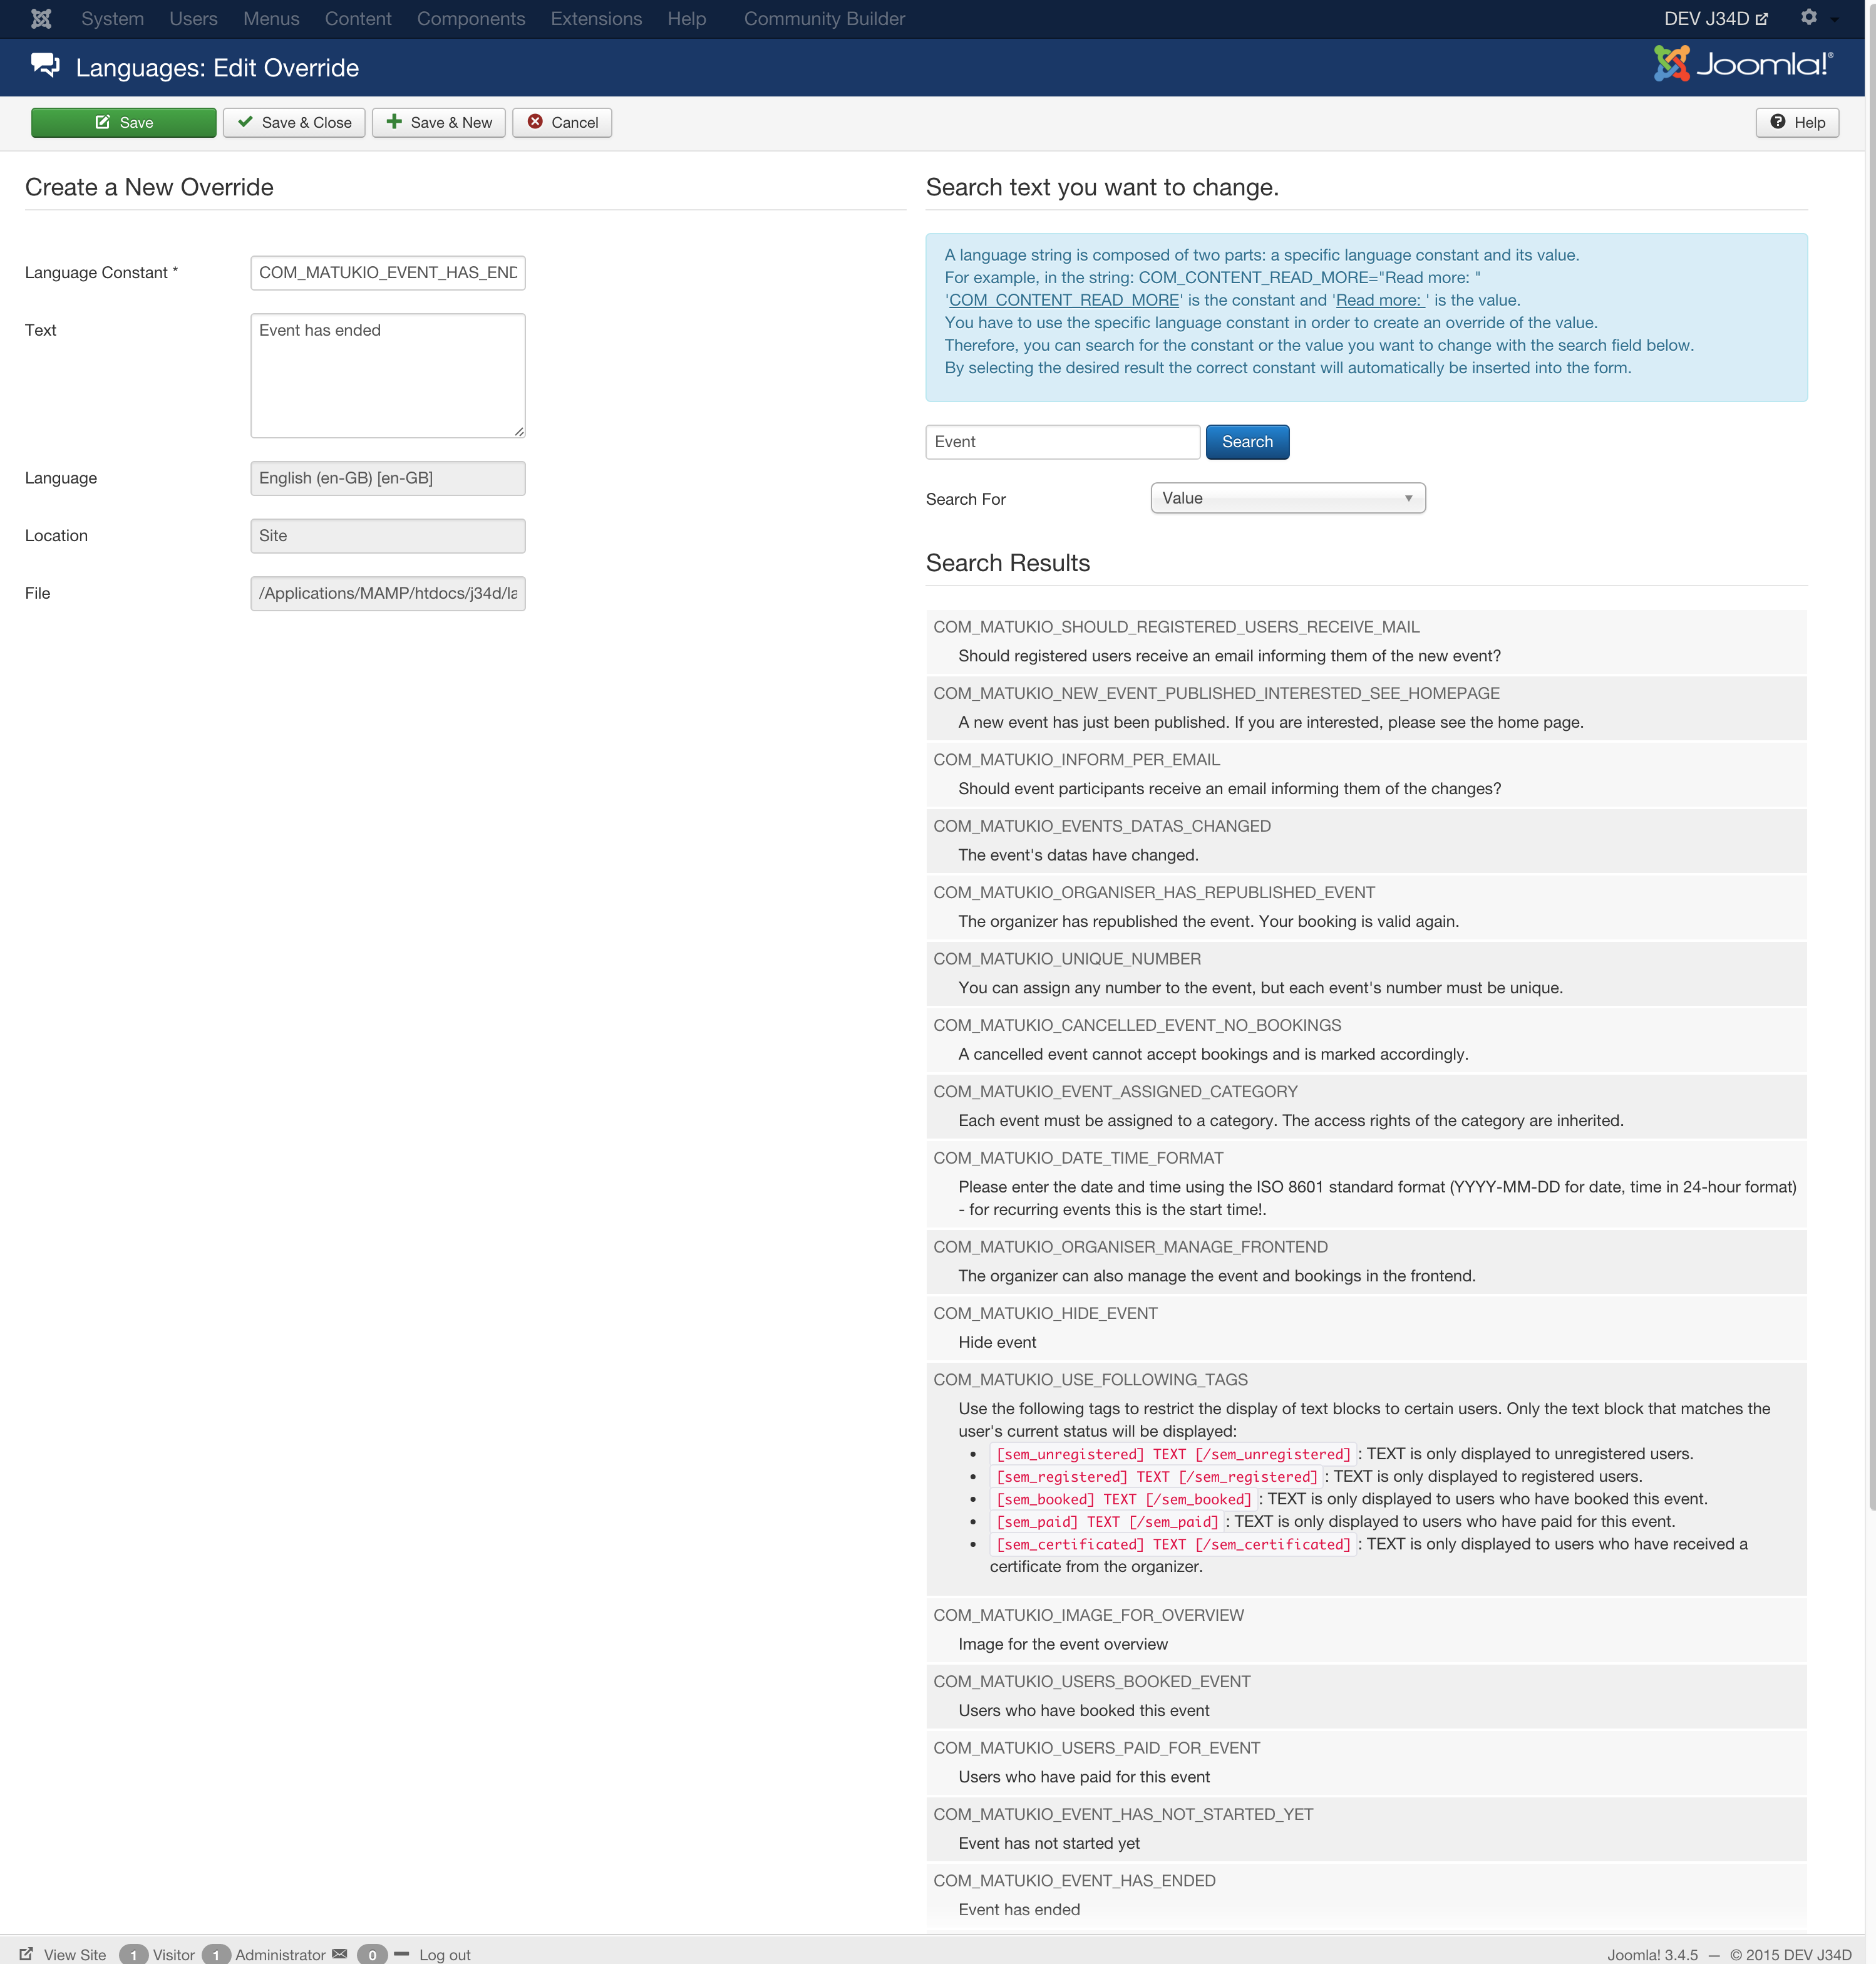 System Users Menus Content Components Extensions Help Community Builder DEV J34D
Languages: Edit Override
Joomla!®
Save Save & Close Save & New Cancel Help
Create a New Override
Language Constant *
COM_MATUKIO_EVENT_HAS_END
Text
Event has ended
Language
English (en-GB) [en-GB]
Location
Site
File
/Applications/MAMP/htdocs/j34d/la
Search text you want to change.
A language string is composed of two parts: a specific language constant and its value.
For example, in the string: COM_CONTENT_READ_MORE="Read more: "
'COM_CONTENT_READ_MORE' is the constant and 'Read more: ' is the value.
You have to use the specific language constant in order to create an override of the value.
Therefore, you can search for the constant or the value you want to change with the search field below.
By selecting the desired result the correct constant will automatically be inserted into the form.
Event
Search
Search For
Value
Search Results
COM_MATUKIO_SHOULD_REGISTERED_USERS_RECEIVE_MAIL
Should registered users receive an email informing them of the new event?
COM_MATUKIO_NEW_EVENT_PUBLISHED_INTERESTED_SEE_HOMEPAGE
A new event has just been published. If you are interested, please see the home page.
COM_MATUKIO_INFORM_PER_EMAIL
Should event participants receive an email informing them of the changes?
COM_MATUKIO_EVENTS_DATAS_CHANGED
The event's datas have changed.
COM_MATUKIO_ORGANISER_HAS_REPUBLISHED_EVENT
The organizer has republished the event. Your booking is valid again.
COM_MATUKIO_UNIQUE_NUMBER
You can assign any number to the event, but each event's number must be unique.
COM_MATUKIO_CANCELLED_EVENT_NO_BOOKINGS
A cancelled event cannot accept bookings and is marked accordingly.
COM_MATUKIO_EVENT_ASSIGNED_CATEGORY
Each event must be assigned to a category. The access rights of the category are inherited.
COM_MATUKIO_DATE_TIME_FORMAT
Please enter the date and time using the ISO 8601 standard format (YYYY-MM-DD for date, time in 24-hour format)
- for recurring events this is the start time!.
COM_MATUKIO_ORGANISER_MANAGE_FRONTEND
The organizer can also manage the event and bookings in the frontend.
COM_MATUKIO_HIDE_EVENT
Hide event
COM_MATUKIO_USE_FOLLOWING_TAGS
Use the following tags to restrict the display of text blocks to certain users. Only the text block that matches the
user's current status will be displayed:
• [sem_unregistered] TEXT [/sem_unregistered] : TEXT is only displayed to unregistered users.
• [sem_registered] TEXT [/sem_registered] : TEXT is only displayed to registered users.
• [sem_booked] TEXT [/sem_booked] : TEXT is only displayed to users who have booked this event.
• [sem_paid] TEXT [/sem_paid] : TEXT is only displayed to users who have paid for this event.
• [sem_certificated] TEXT [/sem_certificated] : TEXT is only displayed to users who have received a
certificate from the organizer.
COM_MATUKIO_IMAGE_FOR_OVERVIEW
Image for the event overview
COM_MATUKIO_USERS_BOOKED_EVENT
Users who have booked this event
COM_MATUKIO_USERS_PAID_FOR_EVENT
Users who have paid for this event
COM_MATUKIO_EVENT_HAS_NOT_STARTED_YET
Event has not started yet
COM_MATUKIO_EVENT_HAS_ENDED
Event has ended
View Site 1 Visitor 1 Administrator 0 Log out Joomla! 3.4.5 — © 2015 DEV J34D